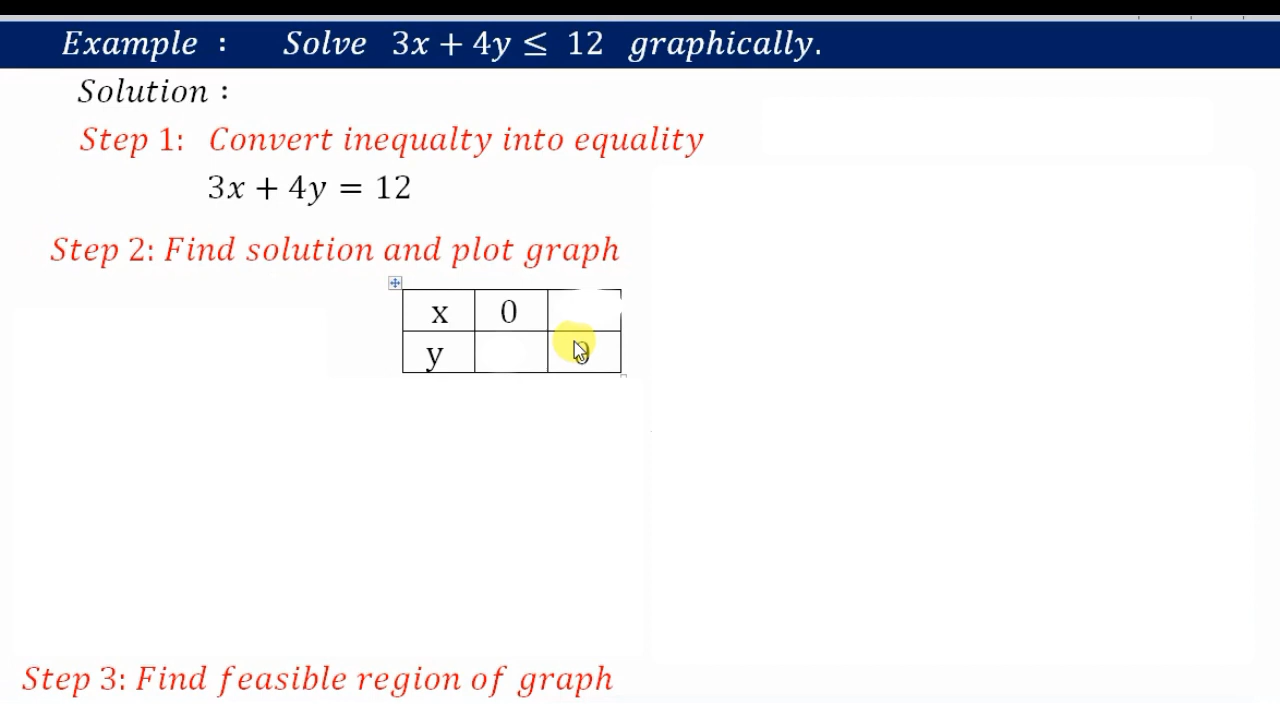 Example : Solve 3x + 4y ≤ 12 graphically.
Solution :
Step 1: Convert inequalty into equality
3x + 4y = 12
Step 2: Find solution and plot graph
x 0
y 0
Step 3: Find feasible region of graph